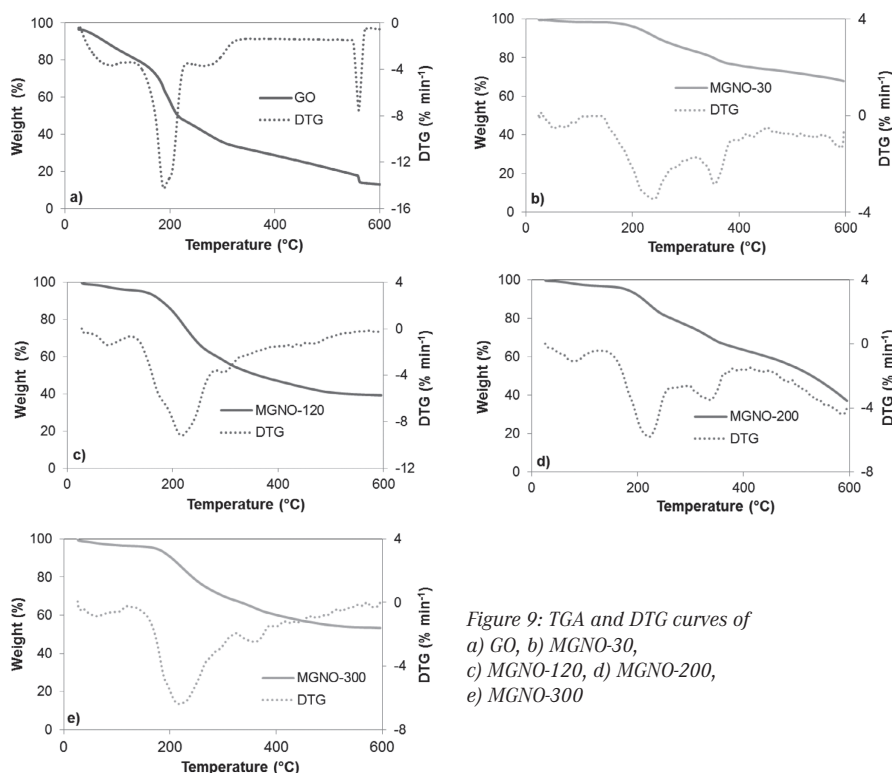 100
80
60
40
20
0
Weight (%)
0
-4
-8
-12
-16
DTG (% min⁻¹)
GO
DTG
a)
0 200 400 600
Temperature (°C)
100
80
60
40
20
0
Weight (%)
4
0
-4
DTG (% min⁻¹)
MGNO-30
DTG
b)
0 200 400 600
Temperature (°C)
100
80
60
40
20
0
Weight (%)
4
0
-4
-8
-12
DTG (% min⁻¹)
MGNO-120
DTG
c)
0 200 400 600
Temperature (°C)
100
80
60
40
20
0
Weight (%)
4
0
-4
-8
DTG (% min⁻¹)
MGNO-200
DTG
d)
0 200 400 600
Temperature (°C)
100
80
60
40
20
0
Weight (%)
4
0
-4
-8
DTG (% min⁻¹)
MGNO-300
DTG
e)
0 200 400 600
Temperature (°C)
Figure 9: TGA and DTG curves of
a) GO, b) MGNO-30,
c) MGNO-120, d) MGNO-200,
e) MGNO-300